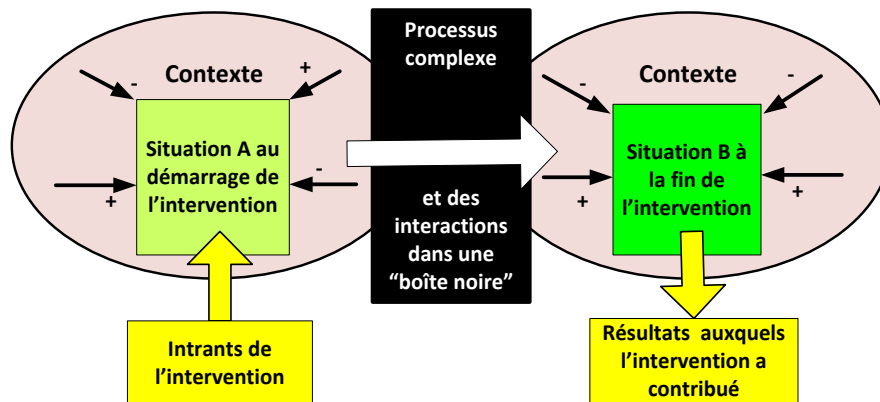 Contexte
-
+
Situation A au
démarrage de
l’intervention
+
-
Intrants de
l’intervention
Processus
complexe
et des
interactions
dans une
“boîte noire”
Contexte
-
-
Situation B à
la fin de
l’intervention
+
+
Résultats auxquels
l’intervention a
contribué